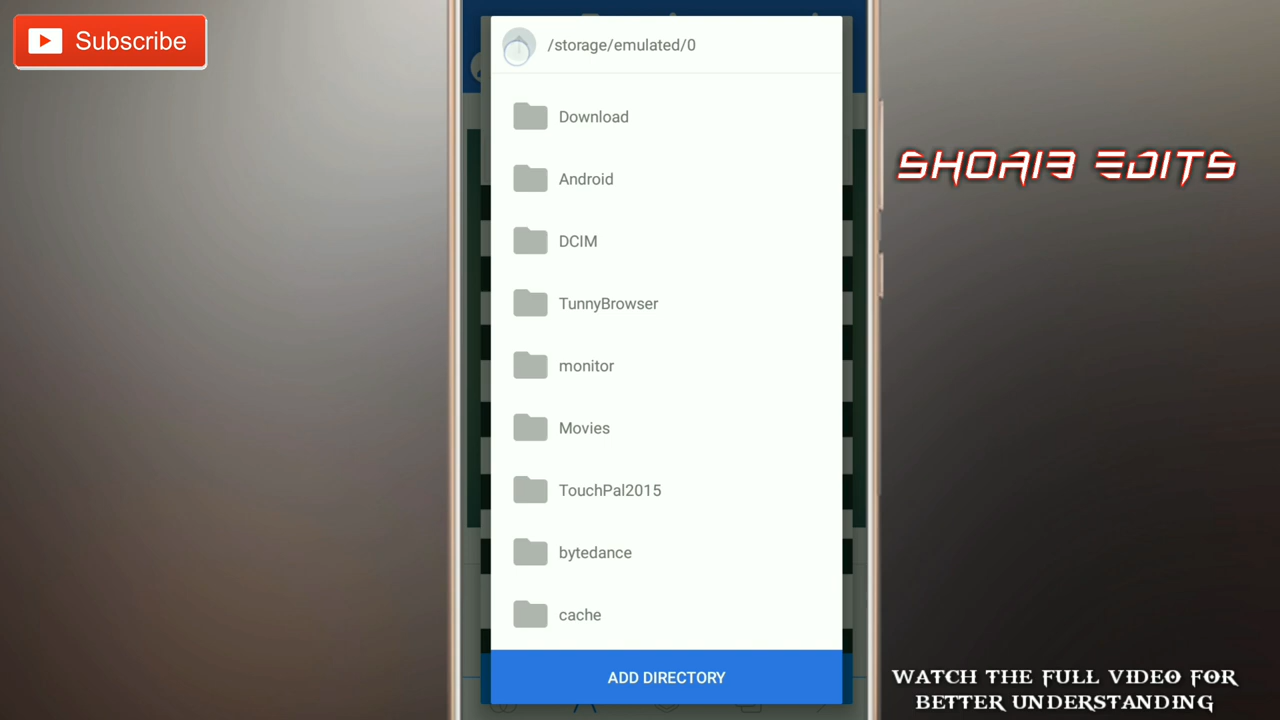 Subscribe
/storage/emulated/0
Download
Android
DCIM
TunnyBrowser
monitor
Movies
TouchPal2015
bytedance
cache
ADD DIRECTORY
SHOAIB EDITS
WATCH THE FULL VIDEO FOR
BETTER UNDERSTANDING